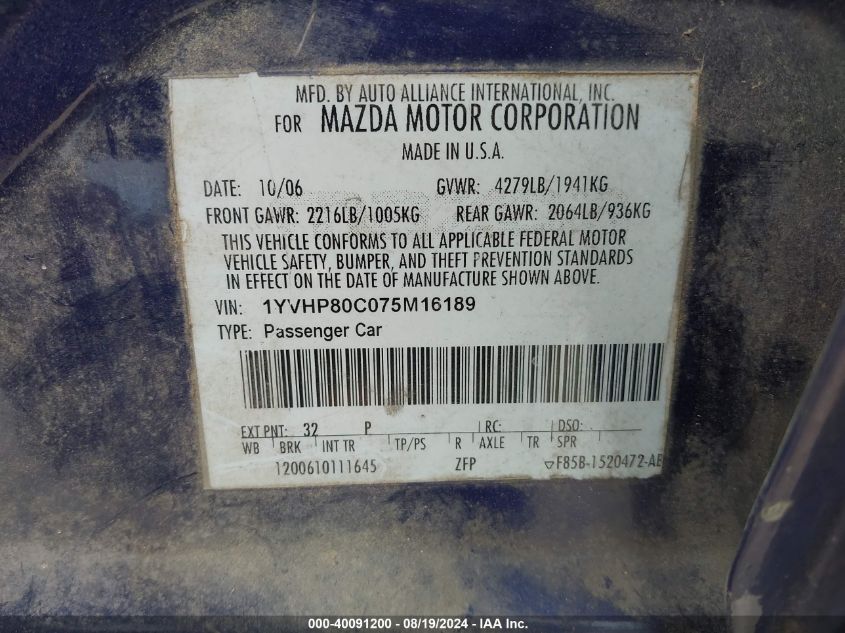 MFD. BY AUTO ALLIANCE INTERNATIONAL, INC.
FOR MAZDA MOTOR CORPORATION
MADE IN U.S.A.
DATE: 10/06 GVWR: 4279LB/1941KG
FRONT GAWR: 2216LB/1005KG REAR GAWR: 2064LB/936KG
THIS VEHICLE CONFORMS TO ALL APPLICABLE FEDERAL MOTOR
VEHICLE SAFETY, BUMPER, AND THEFT PREVENTION STANDARDS
IN EFFECT ON THE DATE OF MANUFACTURE SHOWN ABOVE.
VIN: 1YVHP80C075M16189
TYPE: Passenger Car
EXT PNT: 32 P RC: DSO:
WB BRK INT TR TP/PS R AXLE TR SPR
1200610111645 ZFP ▽F85B-1520472-AB
000-40091200 - 08/19/2024 - IAA Inc.